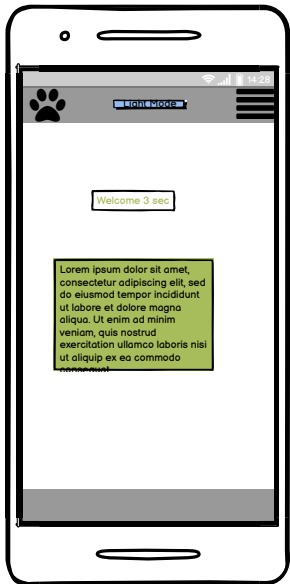 14:28
Light Mode
Welcome 3 sec
Lorem ipsum dolor sit amet,
consectetur adipiscing elit, sed
do eiusmod tempor incididunt
ut labore et dolore magna
aliqua. Ut enim ad minim
veniam, quis nostrud
exercitation ullamco laboris nisi
ut aliquip ex ea commodo
consequat